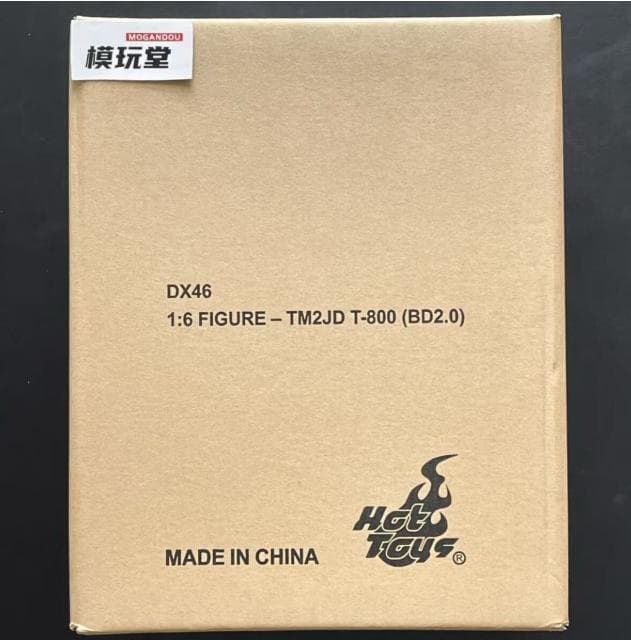 MOGANDOU
模玩堂
DX46
1:6 FIGURE – TM2JD T-800 (BD2.0)
Hot
Toys®
MADE IN CHINA